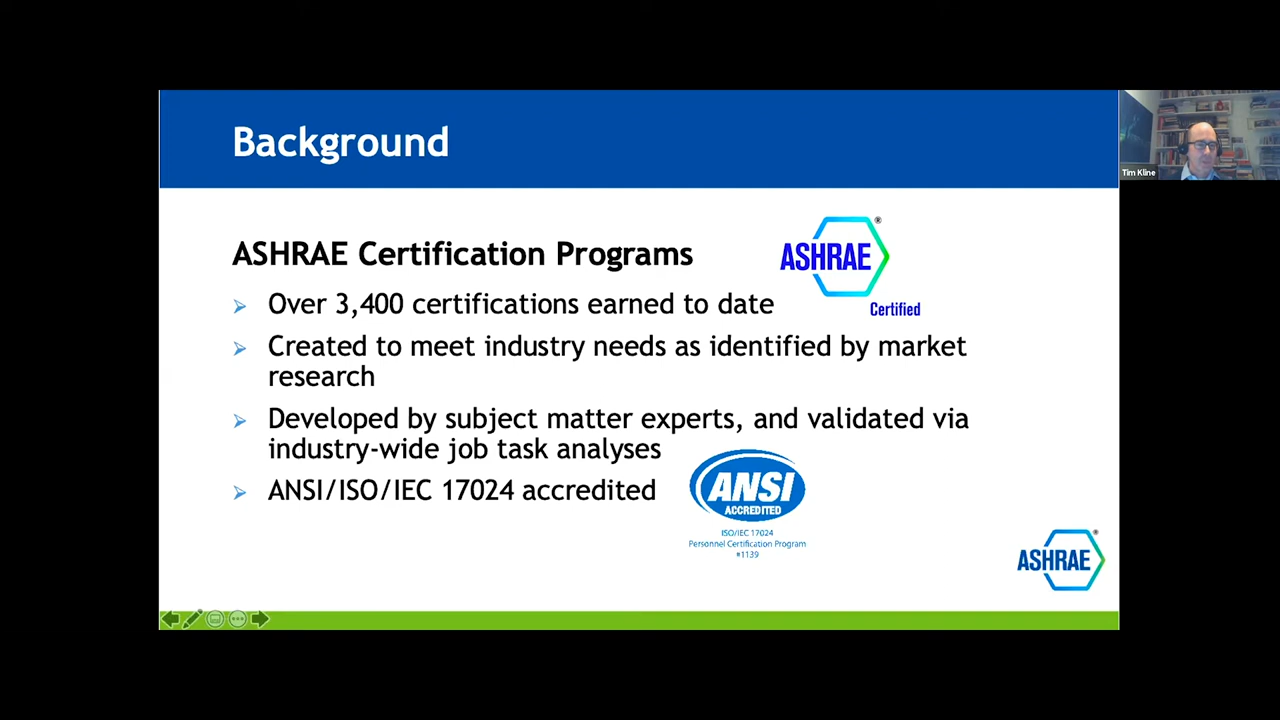 Background
Tim Kline
ASHRAE Certification Programs
ASHRAE®
Certified
Over 3,400 certifications earned to date
Created to meet industry needs as identified by market
research
Developed by subject matter experts, and validated via
industry-wide job task analyses
ANSI/ISO/IEC 17024 accredited
ANSI
ACCREDITED
ISO/IEC 17024
Personnel Certification Program
#1139
ASHRAE®